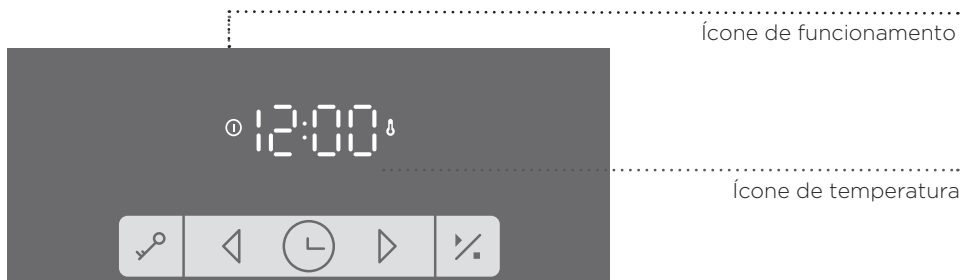 Ícone de funcionamento
12:00
Ícone de temperatura